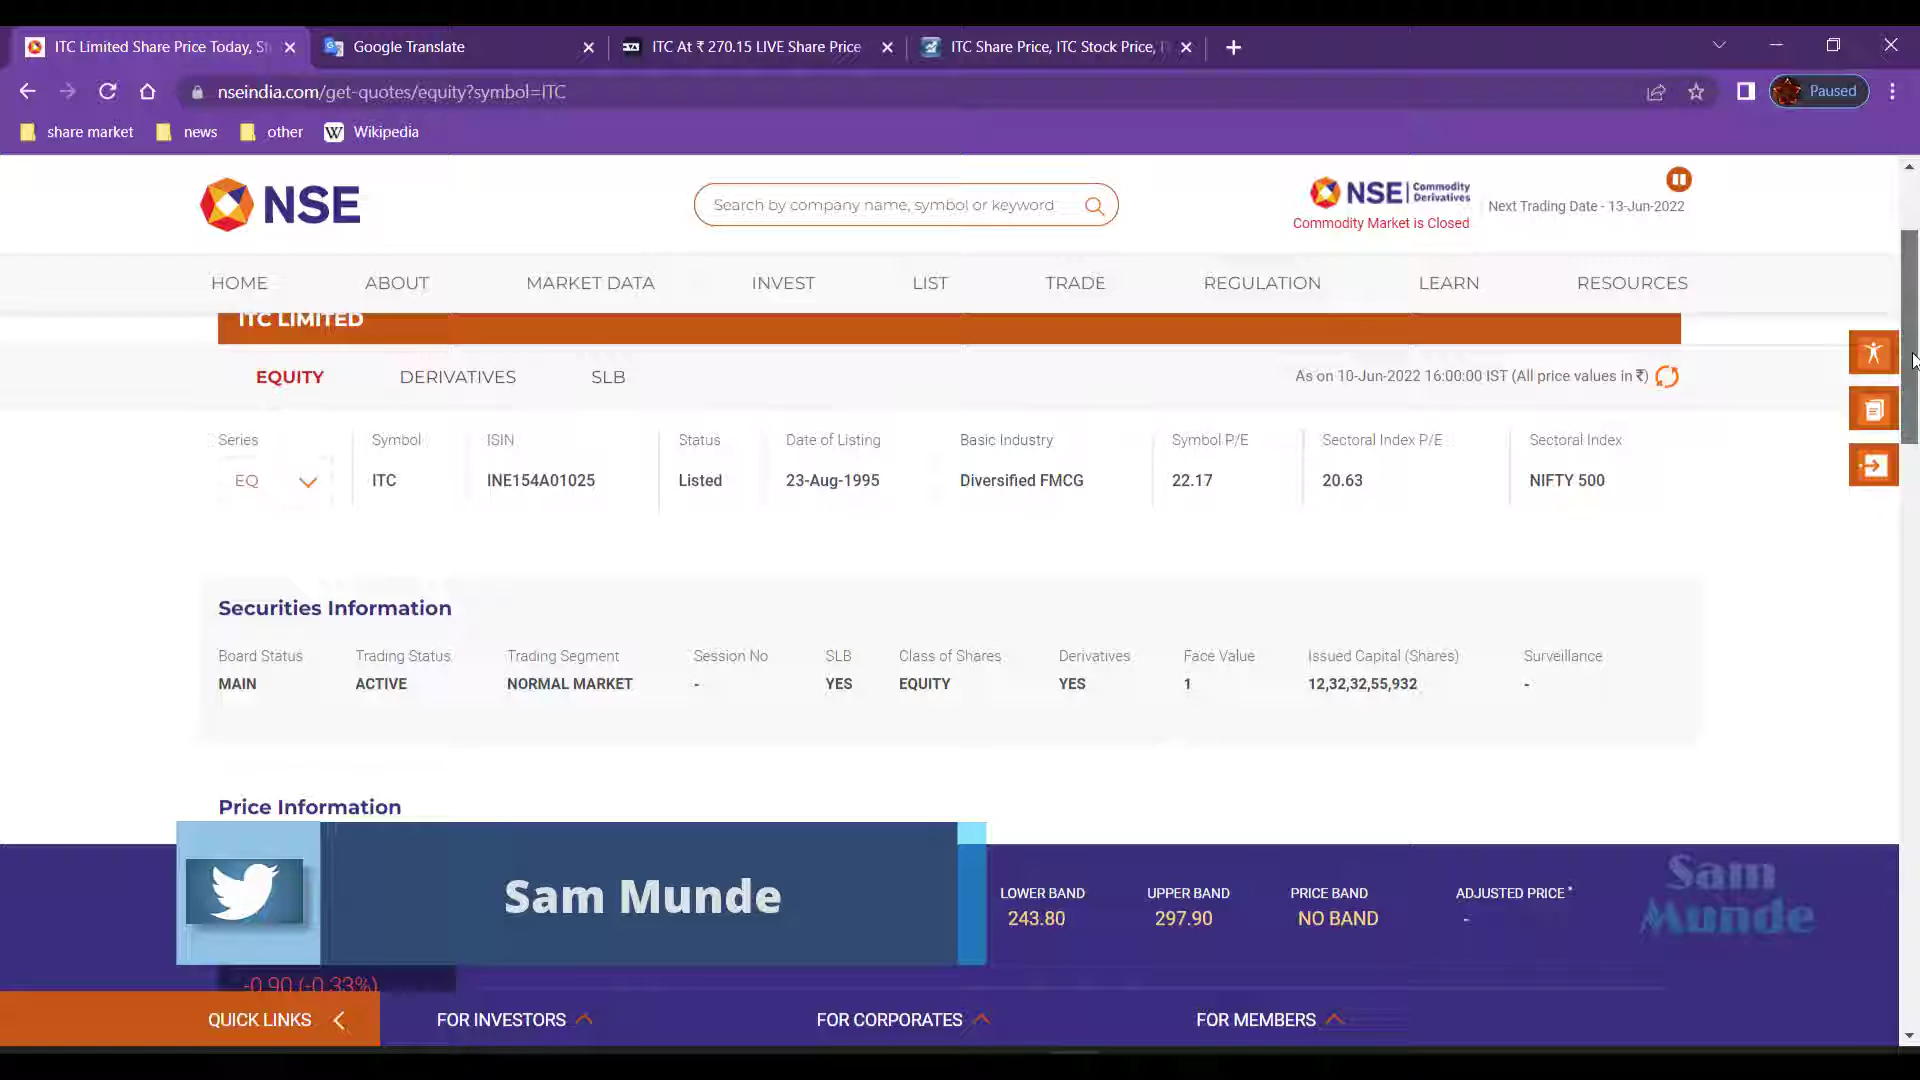 ITC Limited Share Price Today, St
Google Translate
ITC At ₹ 270.15 LIVE Share Price
ITC Share Price, ITC Stock Price, I
nseindia.com/get-quotes/equity?symbol=ITC
Paused
share market
news
other
Wikipedia
NSE
Search by company name, symbol or keyword
NSE Commodity Derivatives
Commodity Market is Closed
Next Trading Date - 13-Jun-2022
HOME ABOUT MARKET DATA INVEST LIST TRADE REGULATION LEARN RESOURCES
ITC LIMITED
EQUITY DERIVATIVES SLB
As on 10-Jun-2022 16:00:00 IST (All price values in ₹)
Series Symbol ISIN Status Date of Listing Basic Industry Symbol P/E Sectoral Index P/E Sectoral Index
EQ ITC INE154A01025 Listed 23-Aug-1995 Diversified FMCG 22.17 20.63 NIFTY 500
Securities Information
Board Status Trading Status Trading Segment Session No SLB Class of Shares Derivatives Face Value Issued Capital (Shares) Surveillance
MAIN ACTIVE NORMAL MARKET - YES EQUITY YES 1 12,32,32,55,932 -
Price Information
Sam Munde
LOWER BAND UPPER BAND PRICE BAND ADJUSTED PRICE *
243.80 297.90 NO BAND -
Sam Munde
-0.90 (-0.33%)
QUICK LINKS FOR INVESTORS FOR CORPORATES FOR MEMBERS